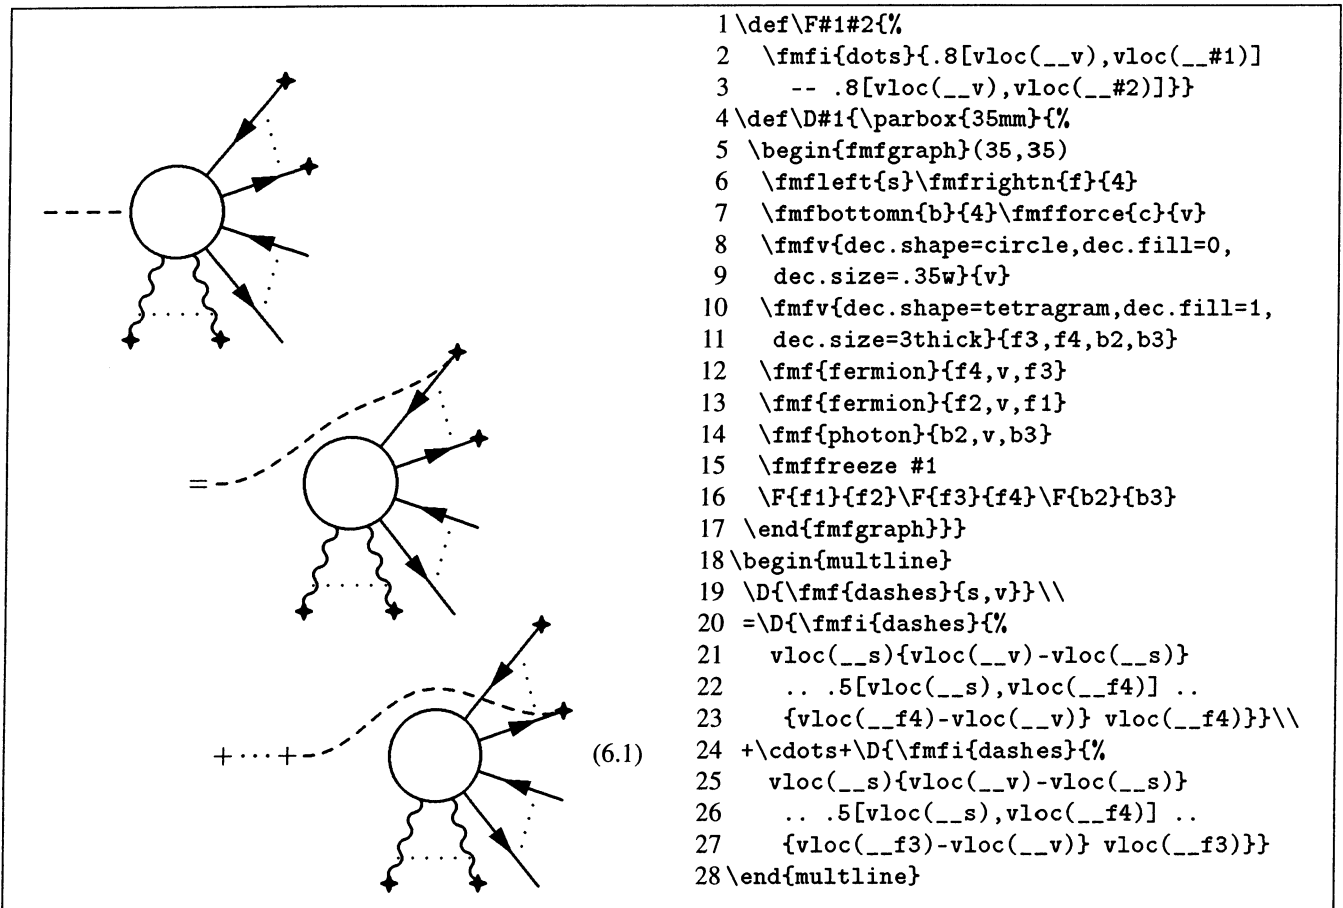 =
+ · · · +
(6.1)
1 \def\F#1#2{%
2 \fmfi{dots}{.8[vloc(__v),vloc(__#1)]
3 -- .8[vloc(__v),vloc(__#2)]}}
4 \def\D#1{\parbox{35mm}{%
5 \begin{fmfgraph}(35,35)
6 \fmfleft{s}\fmfrightn{f}{4}
7 \fmfbottomn{b}{4}\fmfforce{c}{v}
8 \fmfv{dec.shape=circle,dec.fill=0,
9 dec.size=.35w}{v}
10 \fmfv{dec.shape=tetragram,dec.fill=1,
11 dec.size=3thick}{f3,f4,b2,b3}
12 \fmf{fermion}{f4,v,f3}
13 \fmf{fermion}{f2,v,f1}
14 \fmf{photon}{b2,v,b3}
15 \fmffreeze #1
16 \F{f1}{f2}\F{f3}{f4}\F{b2}{b3}
17 \end{fmfgraph}}}
18 \begin{multline}
19 \D{\fmf{dashes}{s,v}}\\
20 =\D{\fmfi{dashes}{%
21 vloc(__s){vloc(__v)-vloc(__s)}
22 .. .5[vloc(__s),vloc(__f4)] ..
23 {vloc(__f4)-vloc(__v)} vloc(__f4)}}\\
24 +\cdots+\D{\fmfi{dashes}{%
25 vloc(__s){vloc(__v)-vloc(__s)}
26 .. .5[vloc(__s),vloc(__f4)] ..
27 {vloc(__f3)-vloc(__v)} vloc(__f3)}}
28 \end{multline}